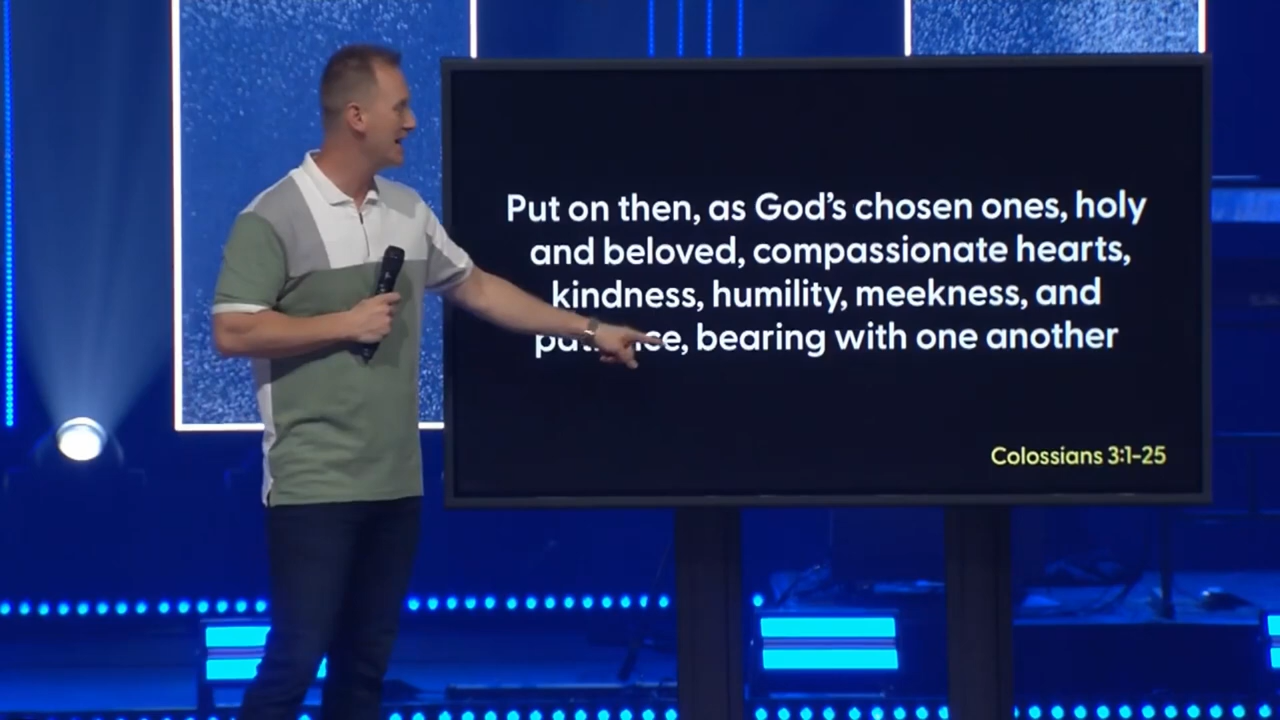 Put on then, as God's chosen ones, holy
and beloved, compassionate hearts,
kindness, humility, meekness, and
bearing with one another
Colossians 3:1-25